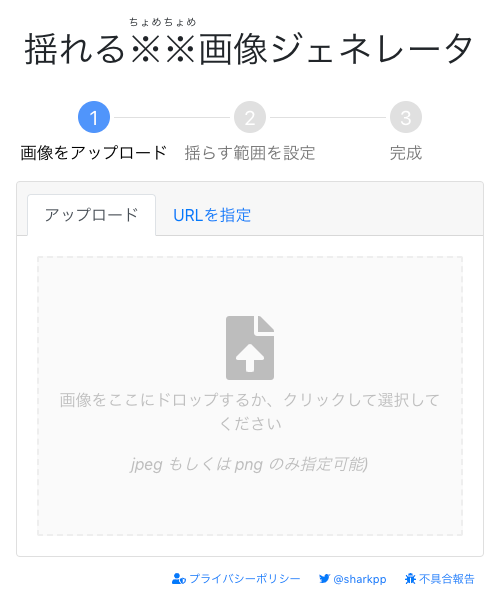 ちょめちょめ
揺れる※※画像ジェネレータ
1
2
3
画像をアップロード
揺らす範囲を設定
完成
アップロード
URLを指定
画像をここにドロップするか、クリックして選択して
ください
jpeg もしくは png のみ指定可能)
プライバシーポリシー
@sharkpp
不具合報告